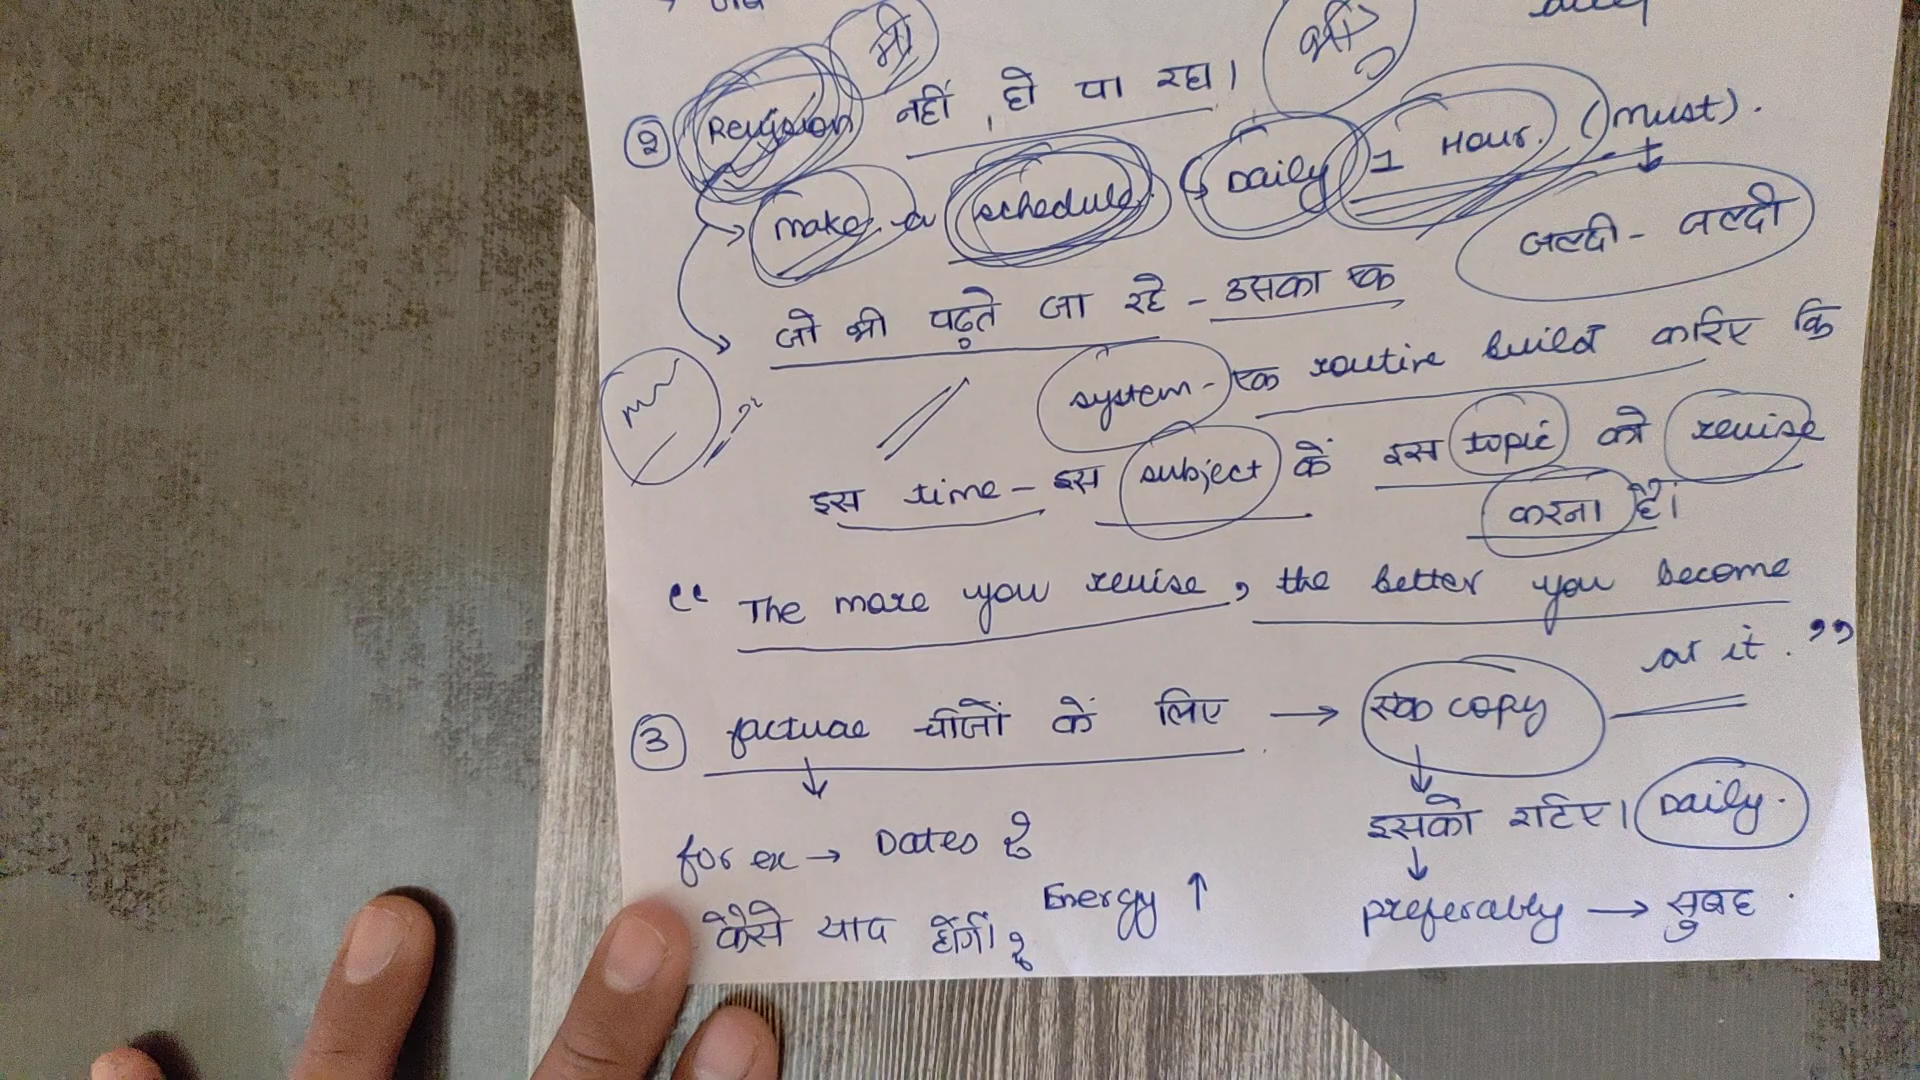 ② Revision भी नहीं हो पा रहा।
→ make a schedule. Daily 1 Hour. (must).
जल्दी - जल्दी
→ जो भी पढ़ते जा रहे - उसका एक
system - एक routine build करिए कि
इस time - इस subject के इस topic को revise
करना है।
“ The more you revise, the better you become
at it. ”
③ factual चीजों के लिए → एक copy
↓ ↓
इसको रटिए। Daily.
for ex → Dates ? ↓
कैसे याद होंगी ? Energy ↑ preferably → सुबह.